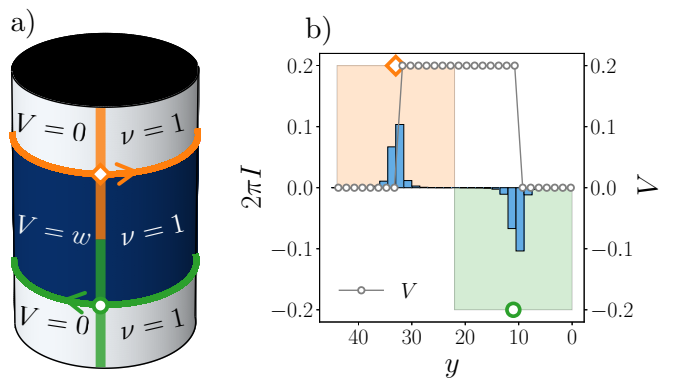 a)
V = 0 ν = 1
V = w ν = 1
V = 0 ν = 1
b)
0.2 0.2
0.1 0.1
0.0 0.0
−0.1 −0.1
−0.2 −0.2
2πI
V
V
40 30 20 10 0
y